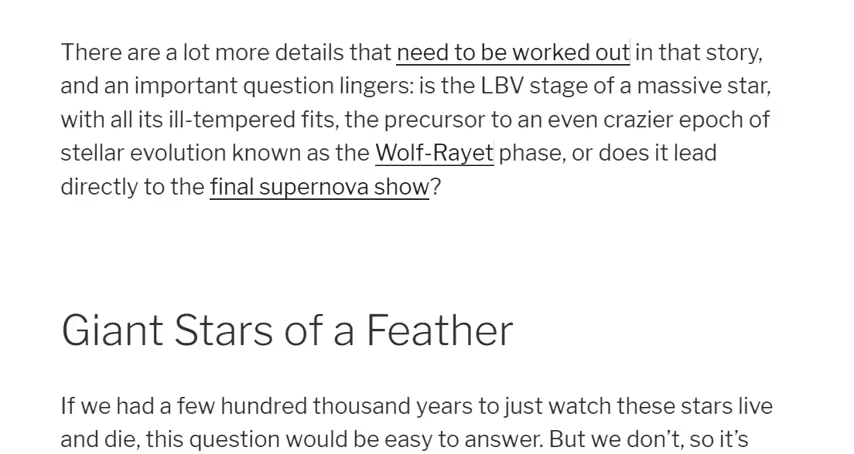 There are a lot more details that need to be worked out in that story,
and an important question lingers: is the LBV stage of a massive star,
with all its ill-tempered fits, the precursor to an even crazier epoch of
stellar evolution known as the Wolf-Rayet phase, or does it lead
directly to the final supernova show?
Giant Stars of a Feather
If we had a few hundred thousand years to just watch these stars live
and die, this question would be easy to answer. But we don’t, so it’s